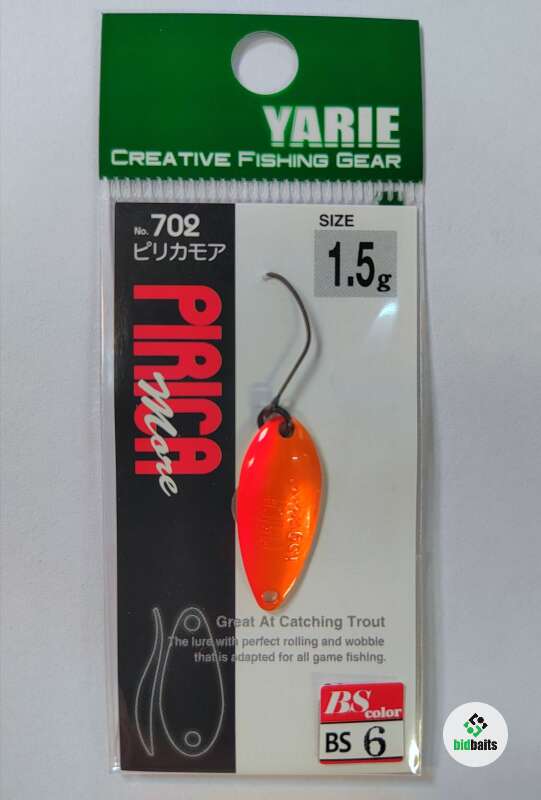 YARIE
CREATIVE FISHING GEAR
No. 702
ピリカモア
SIZE
1.5g
PIRICA
More
Great At Catching Trout
The lure with perfect rolling and wobble
that is adapted for all game fishing.
BS
color
BS 6
bidbaits